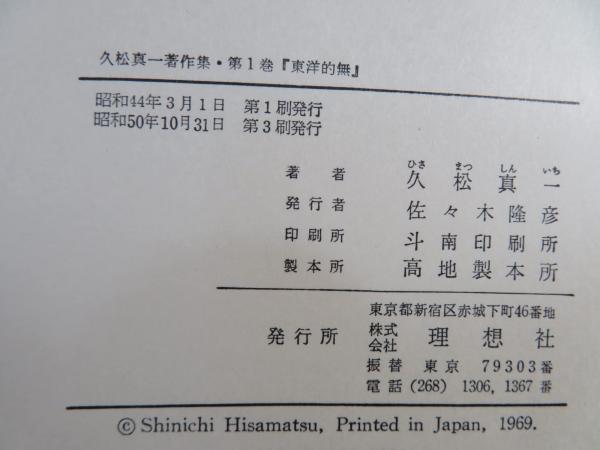 久松真一著作集・第1巻『東洋的無』
昭和44年3月1日 第1刷発行
昭和50年10月31日 第3刷発行
ひさ まつ しん いち
著者 久松真一
発行者 佐々木隆彦
印刷所 斗南印刷所
製本所 高地製本所
東京都新宿区赤城下町46番地
発行所 株式会社 理想社
振替 東京 79303番
電話(268) 1306, 1367番
© Shinichi Hisamatsu, Printed in Japan, 1969.